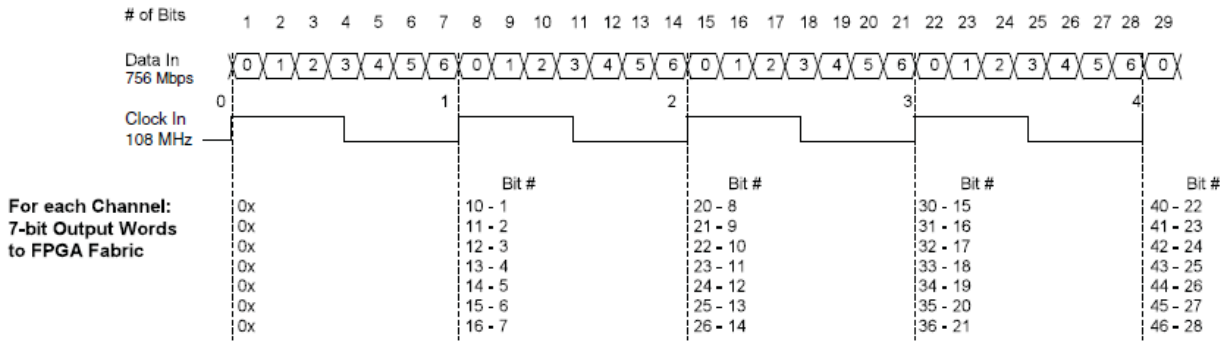 # of Bits 1 2 3 4 5 6 7 8 9 10 11 12 13 14 15 16 17 18 19 20 21 22 23 24 25 26 27 28 29
Data In 0 1 2 3 4 5 6 0 1 2 3 4 5 6 0 1 2 3 4 5 6 0 1 2 3 4 5 6 0
756 Mbps
0 1 2 3 4
Clock In
108 MHz
Bit # Bit # Bit # Bit #
For each Channel: 0x 10 - 1 20 - 8 30 - 15 40 - 22
7-bit Output Words 0x 11 - 2 21 - 9 31 - 16 41 - 23
to FPGA Fabric 0x 12 - 3 22 - 10 32 - 17 42 - 24
0x 13 - 4 23 - 11 33 - 18 43 - 25
0x 14 - 5 24 - 12 34 - 19 44 - 26
0x 15 - 6 25 - 13 35 - 20 45 - 27
0x 16 - 7 26 - 14 36 - 21 46 - 28